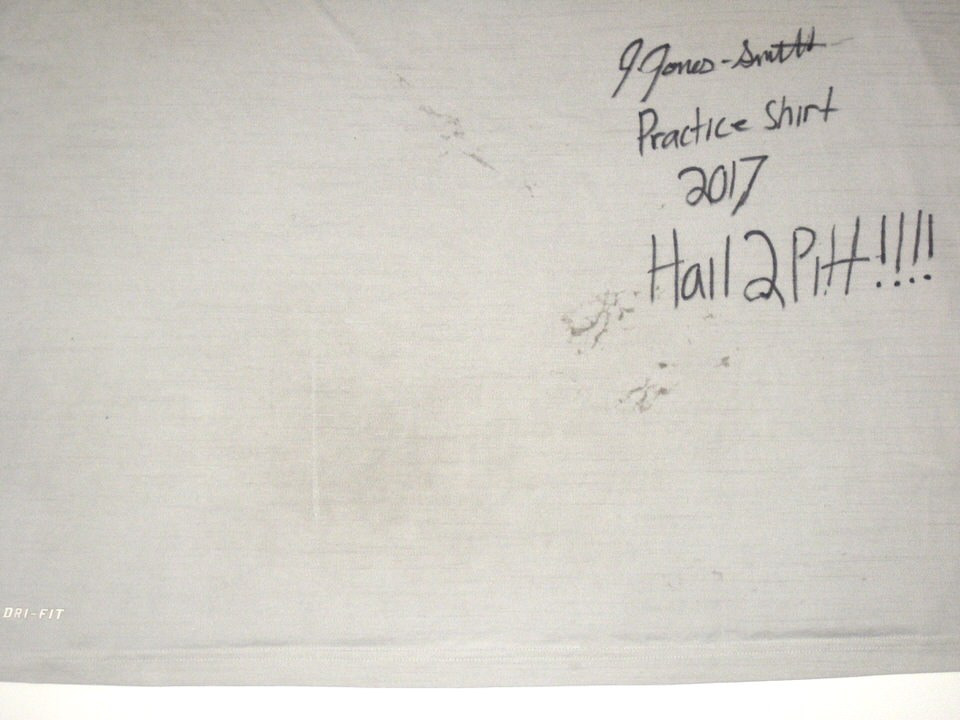 J Jones-Smith
Practice Shirt
2017
Hail 2 Pitt!!!!
DRI-FIT